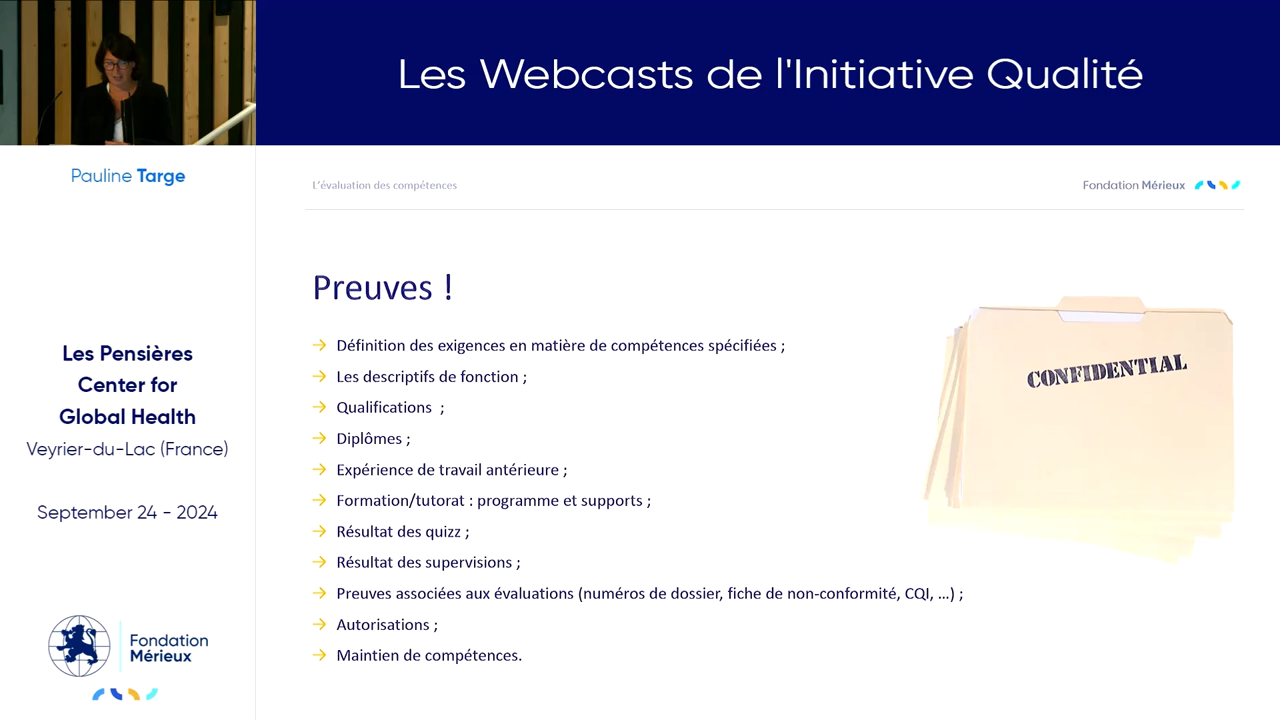 Les Webcasts de l'Initiative Qualité
Pauline Targe
Les Pensières
Center for
Global Health
Veyrier-du-Lac (France)
September 24 - 2024
Fondation
Mérieux
L'évaluation des compétences
Fondation Mérieux
Preuves !
Définition des exigences en matière de compétences spécifiées ;
Les descriptifs de fonction ;
Qualifications  ;
Diplômes ;
Expérience de travail antérieure ;
Formation/tutorat : programme et supports ;
Résultat des quizz ;
Résultat des supervisions ;
Preuves associées aux évaluations (numéros de dossier, fiche de non-conformité, CQI, …) ;
Autorisations ;
Maintien de compétences.
CONFIDENTIAL